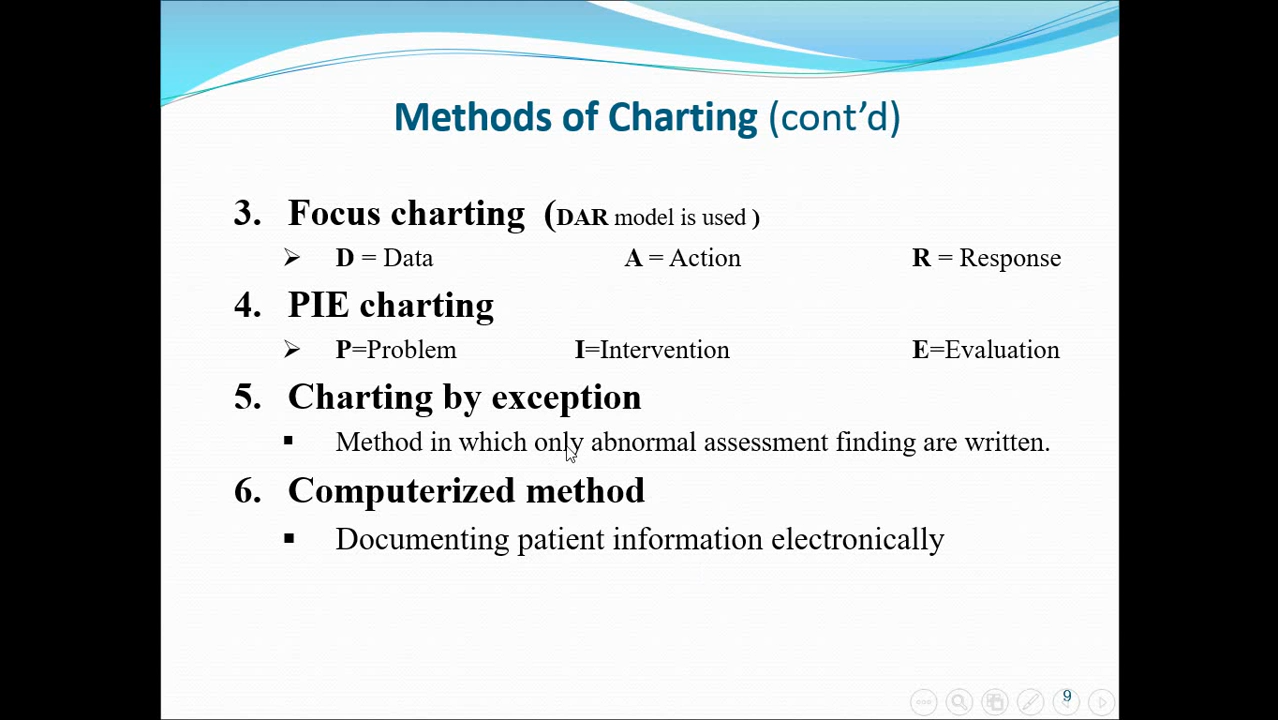 Methods of Charting (cont’d)
3. Focus charting (DAR model is used )
➢ D = Data A = Action R = Response
4. PIE charting
➢ P=Problem I=Intervention E=Evaluation
5. Charting by exception
▪ Method in which only abnormal assessment finding are written.
6. Computerized method
▪ Documenting patient information electronically
9